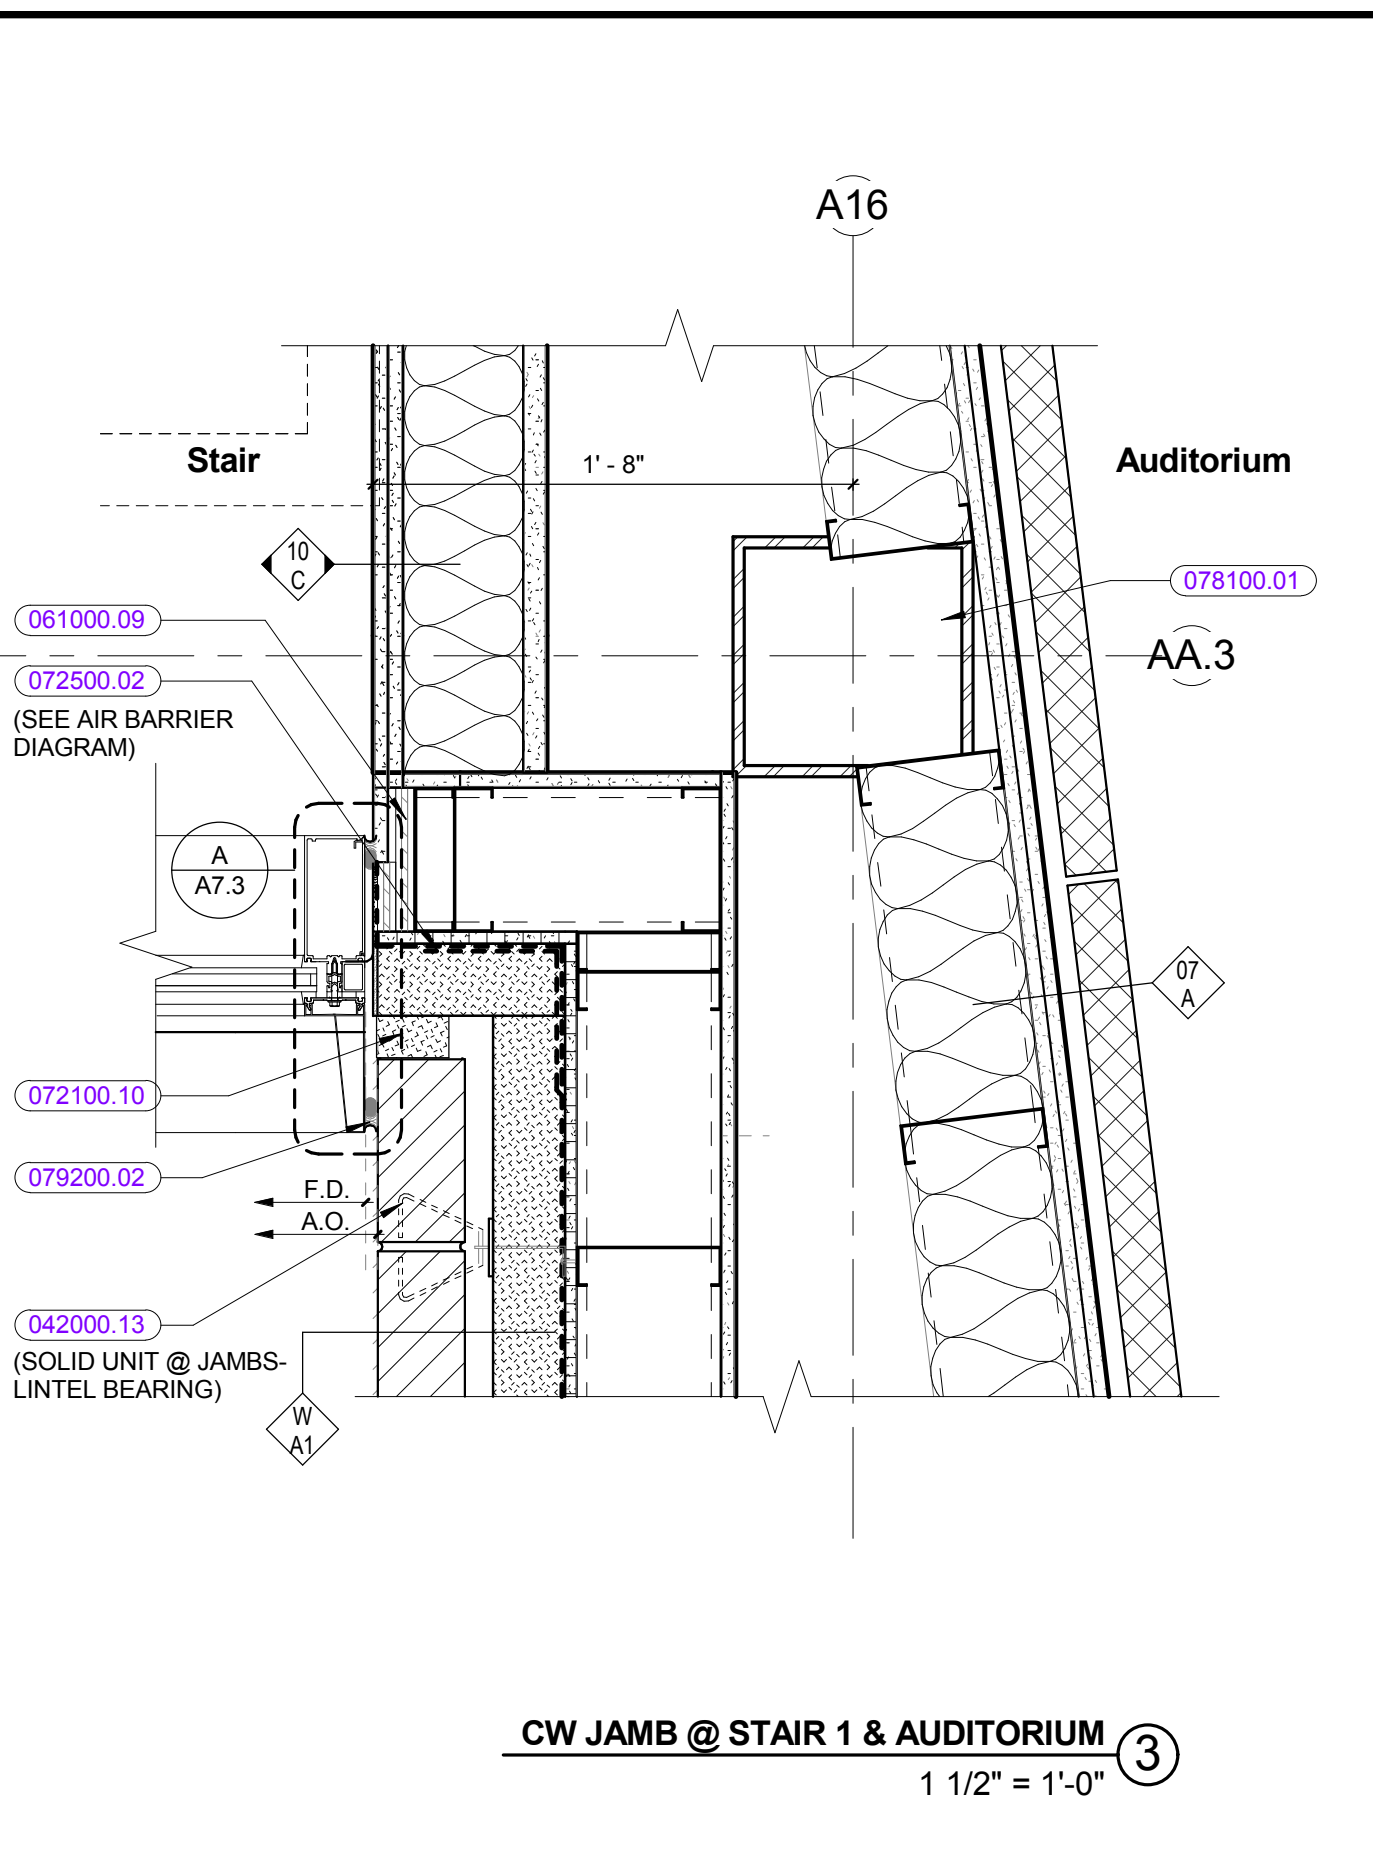 A16
Stair
1' - 8"
Auditorium
10
C
078100.01
061000.09
AA.3
072500.02
(SEE AIR BARRIER
DIAGRAM)
A
A7.3
07
A
072100.10
079200.02
F.D.
A.O.
042000.13
(SOLID UNIT @ JAMBS-
LINTEL BEARING)
W
A1
CW JAMB @ STAIR 1 & AUDITORIUM
3
1 1/2" = 1'-0"